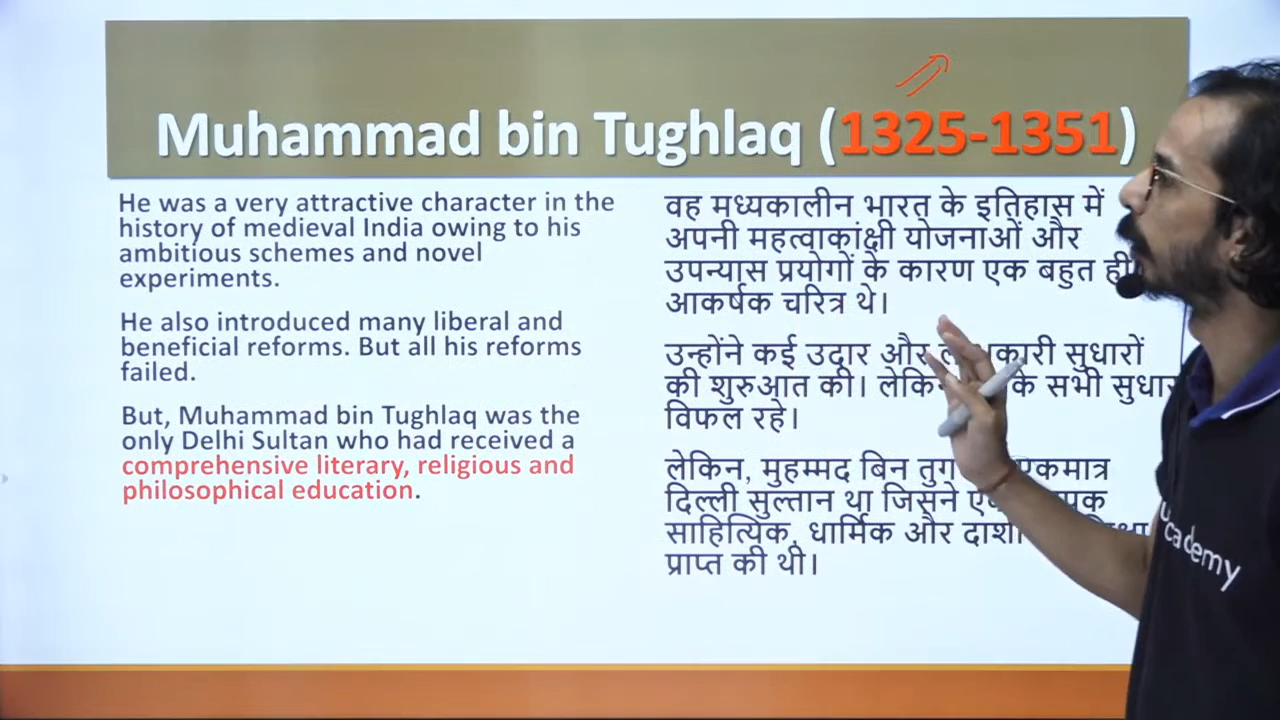 Muhammad bin Tughlaq (1325-1351)
He was a very attractive character in the
history of medieval India owing to his
ambitious schemes and novel
experiments.
He also introduced many liberal and
beneficial reforms. But all his reforms
failed.
But, Muhammad bin Tughlaq was the
only Delhi Sultan who had received a
comprehensive literary, religious and
philosophical education.
वह मध्यकालीन भारत के इतिहास में
अपनी महत्वाकांक्षी योजनाओं और
उपन्यास प्रयोगों के कारण एक बहुत ही
आकर्षक चरित्र थे।
उन्होंने कई उदार और सुधारों
की शुरुआत की। के सभी सुधार
विफल रहे।
लेकिन, मुहम्मद बिन एकमात्र
दिल्ली सुल्तान था जिसने
साहित्यिक, धार्मिक और
प्राप्त की थी।